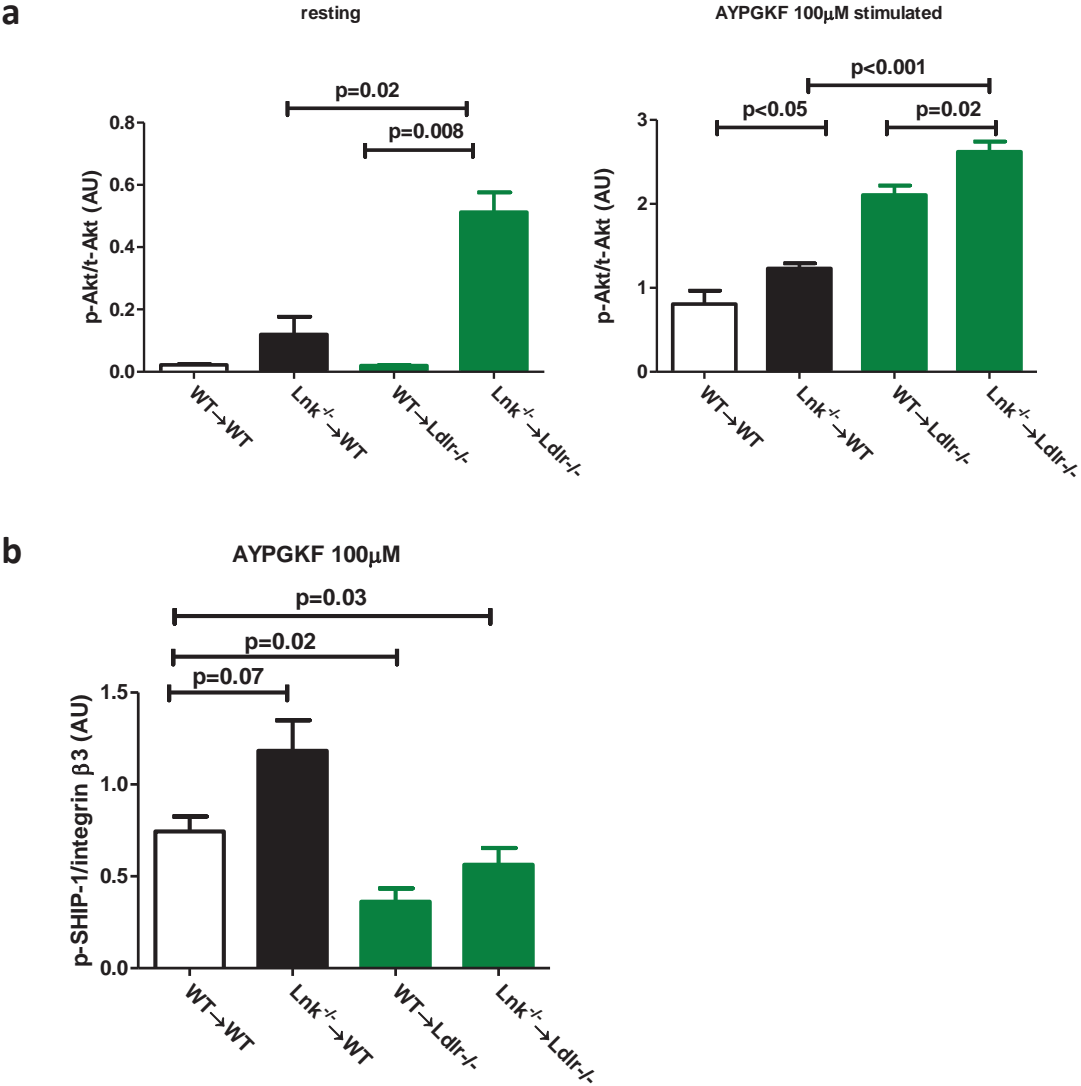 a
resting
p=0.02
p=0.008
0.8
0.6
0.4
0.2
0.0
p-Akt/t-Akt (AU)
WT→WT
Lnk-/-→WT
WT→Ldlr-/-
Lnk-/-→Ldlr-/-
AYPGKF 100μM stimulated
p<0.001
p<0.05
p=0.02
3
2
1
0
p-Akt/t-Akt (AU)
WT→WT
Lnk-/-→WT
WT→Ldlr-/-
Lnk-/-→Ldlr-/-
b
AYPGKF 100μM
p=0.03
p=0.02
p=0.07
1.5
1.0
0.5
0.0
p-SHIP-1/integrin β3 (AU)
WT→WT
Lnk-/-→WT
WT→Ldlr-/-
Lnk-/-→Ldlr-/-